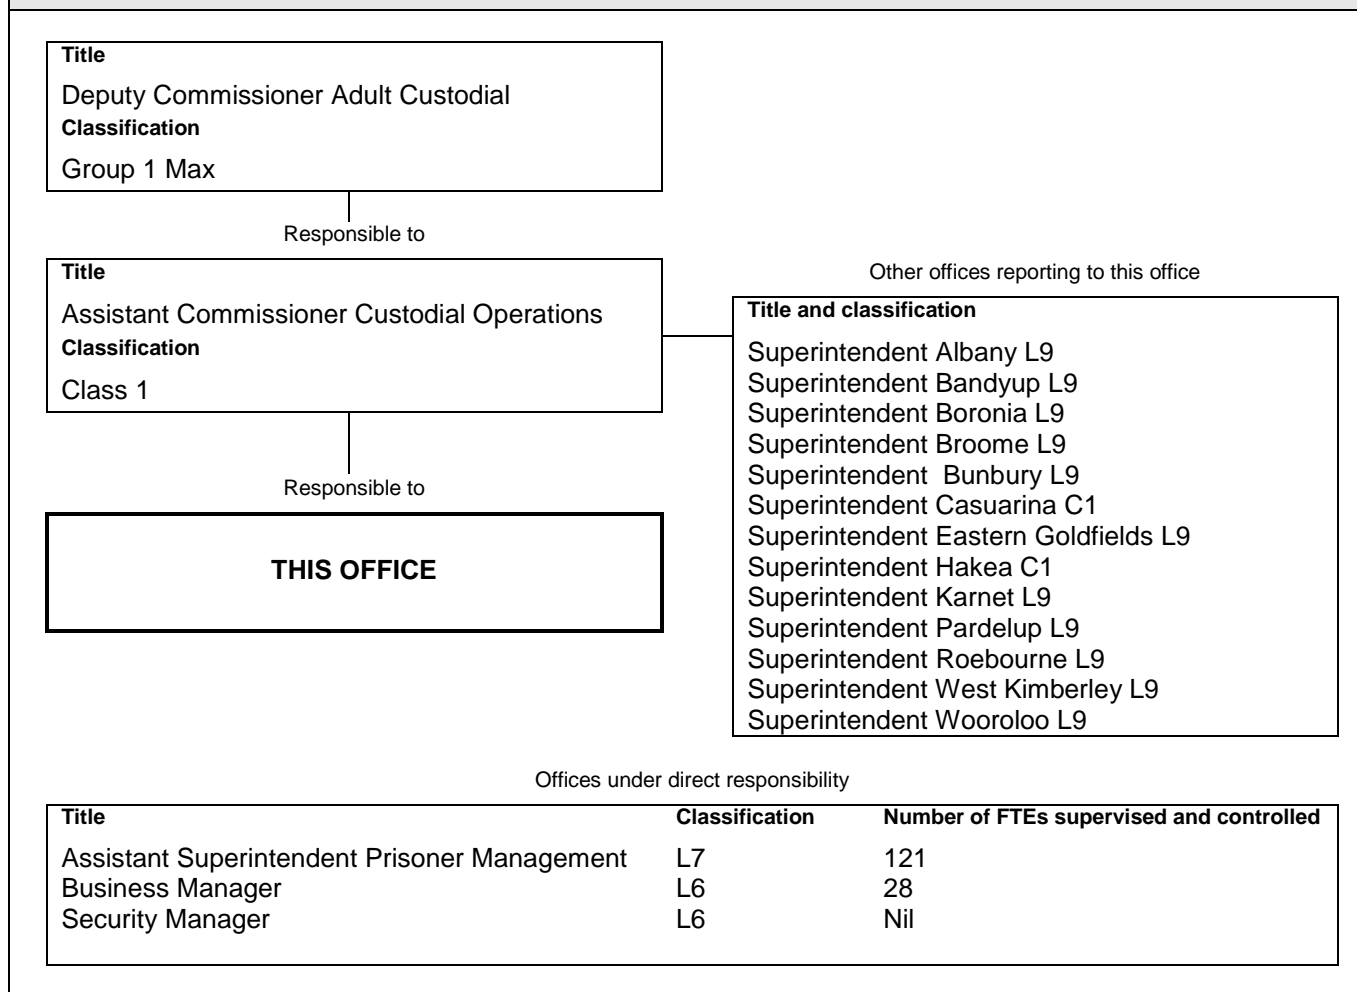 Title
Deputy Commissioner Adult Custodial
Classification
Group 1 Max
Responsible to
Title
Assistant Commissioner Custodial Operations
Classification
Class 1
Responsible to
THIS OFFICE
Other offices reporting to this office
Title and classification
Superintendent Albany L9
Superintendent Bandyup L9
Superintendent Boronia L9
Superintendent Broome L9
Superintendent  Bunbury L9
Superintendent Casuarina C1
Superintendent Eastern Goldfields L9
Superintendent Hakea C1
Superintendent Karnet L9
Superintendent Pardelup L9
Superintendent Roebourne L9
Superintendent West Kimberley L9
Superintendent Wooroloo L9
Offices under direct responsibility
Title Classification Number of FTEs supervised and controlled
Assistant Superintendent Prisoner Management L7 121
Business Manager L6 28
Security Manager L6 Nil